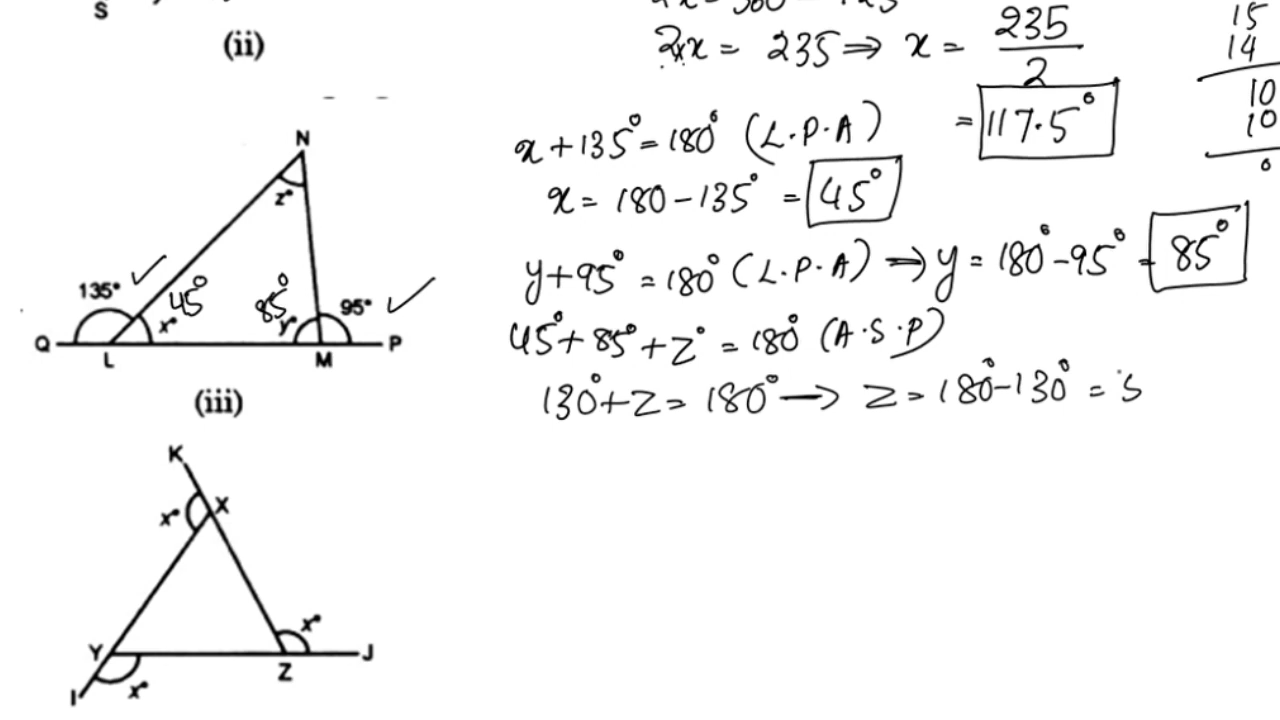 S
(ii)
2x = 235 ⇒ x = 235/2
= 117.5°
15
14
10
10
0
x + 135° = 180° (L.P.A)
x = 180 - 135° = 45°
y + 95° = 180° (L.P.A) ⇒ y = 180° - 95° = 85°
45° + 85° + z° = 180° (A.S.P)
130° + z = 180° → z = 180° - 130° = 5
N
z°
135° 45° 85° 95°
x° y°
Q L M P
(iii)
K
x° X
x°
Y Z J
I x°